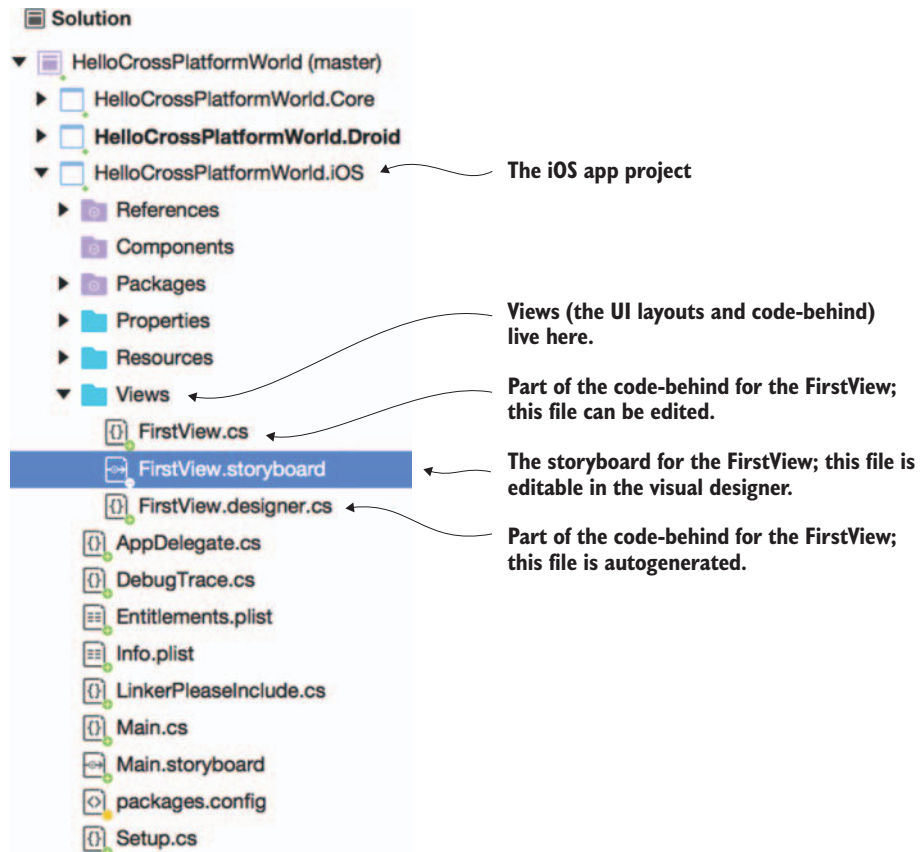 Solution
HelloCrossPlatformWorld (master)
HelloCrossPlatformWorld.Core
HelloCrossPlatformWorld.Droid
HelloCrossPlatformWorld.iOS
The iOS app project
References
Components
Packages
Properties
Views (the UI layouts and code-behind)
live here.
Resources
Views
Part of the code-behind for the FirstView;
this file can be edited.
FirstView.cs
FirstView.storyboard
The storyboard for the FirstView; this file is
editable in the visual designer.
FirstView.designer.cs
Part of the code-behind for the FirstView;
this file is autogenerated.
AppDelegate.cs
DebugTrace.cs
Entitlements.plist
Info.plist
LinkerPleaseInclude.cs
Main.cs
Main.storyboard
packages.config
Setup.cs